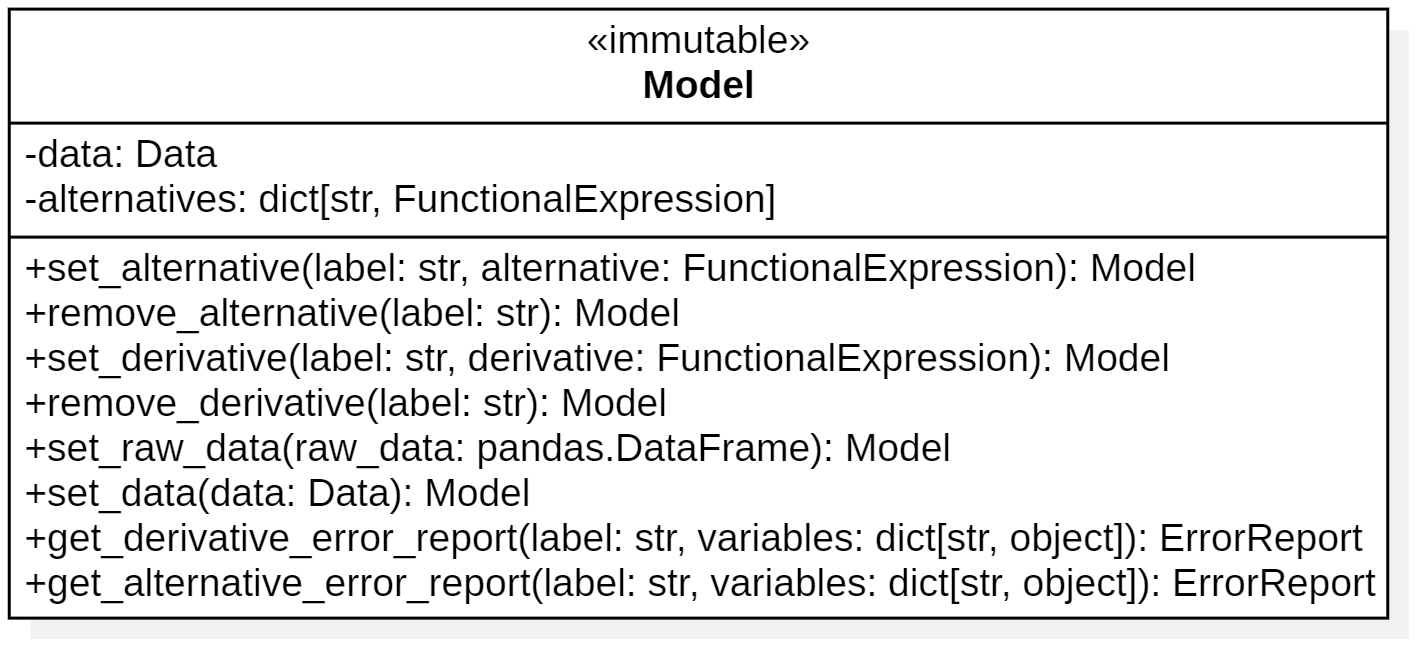 «immutable»
Model
-data: Data
-alternatives: dict[str, FunctionalExpression]
+set_alternative(label: str, alternative: FunctionalExpression): Model
+remove_alternative(label: str): Model
+set_derivative(label: str, derivative: FunctionalExpression): Model
+remove_derivative(label: str): Model
+set_raw_data(raw_data: pandas.DataFrame): Model
+set_data(data: Data): Model
+get_derivative_error_report(label: str, variables: dict[str, object]): ErrorReport
+get_alternative_error_report(label: str, variables: dict[str, object]): ErrorReport